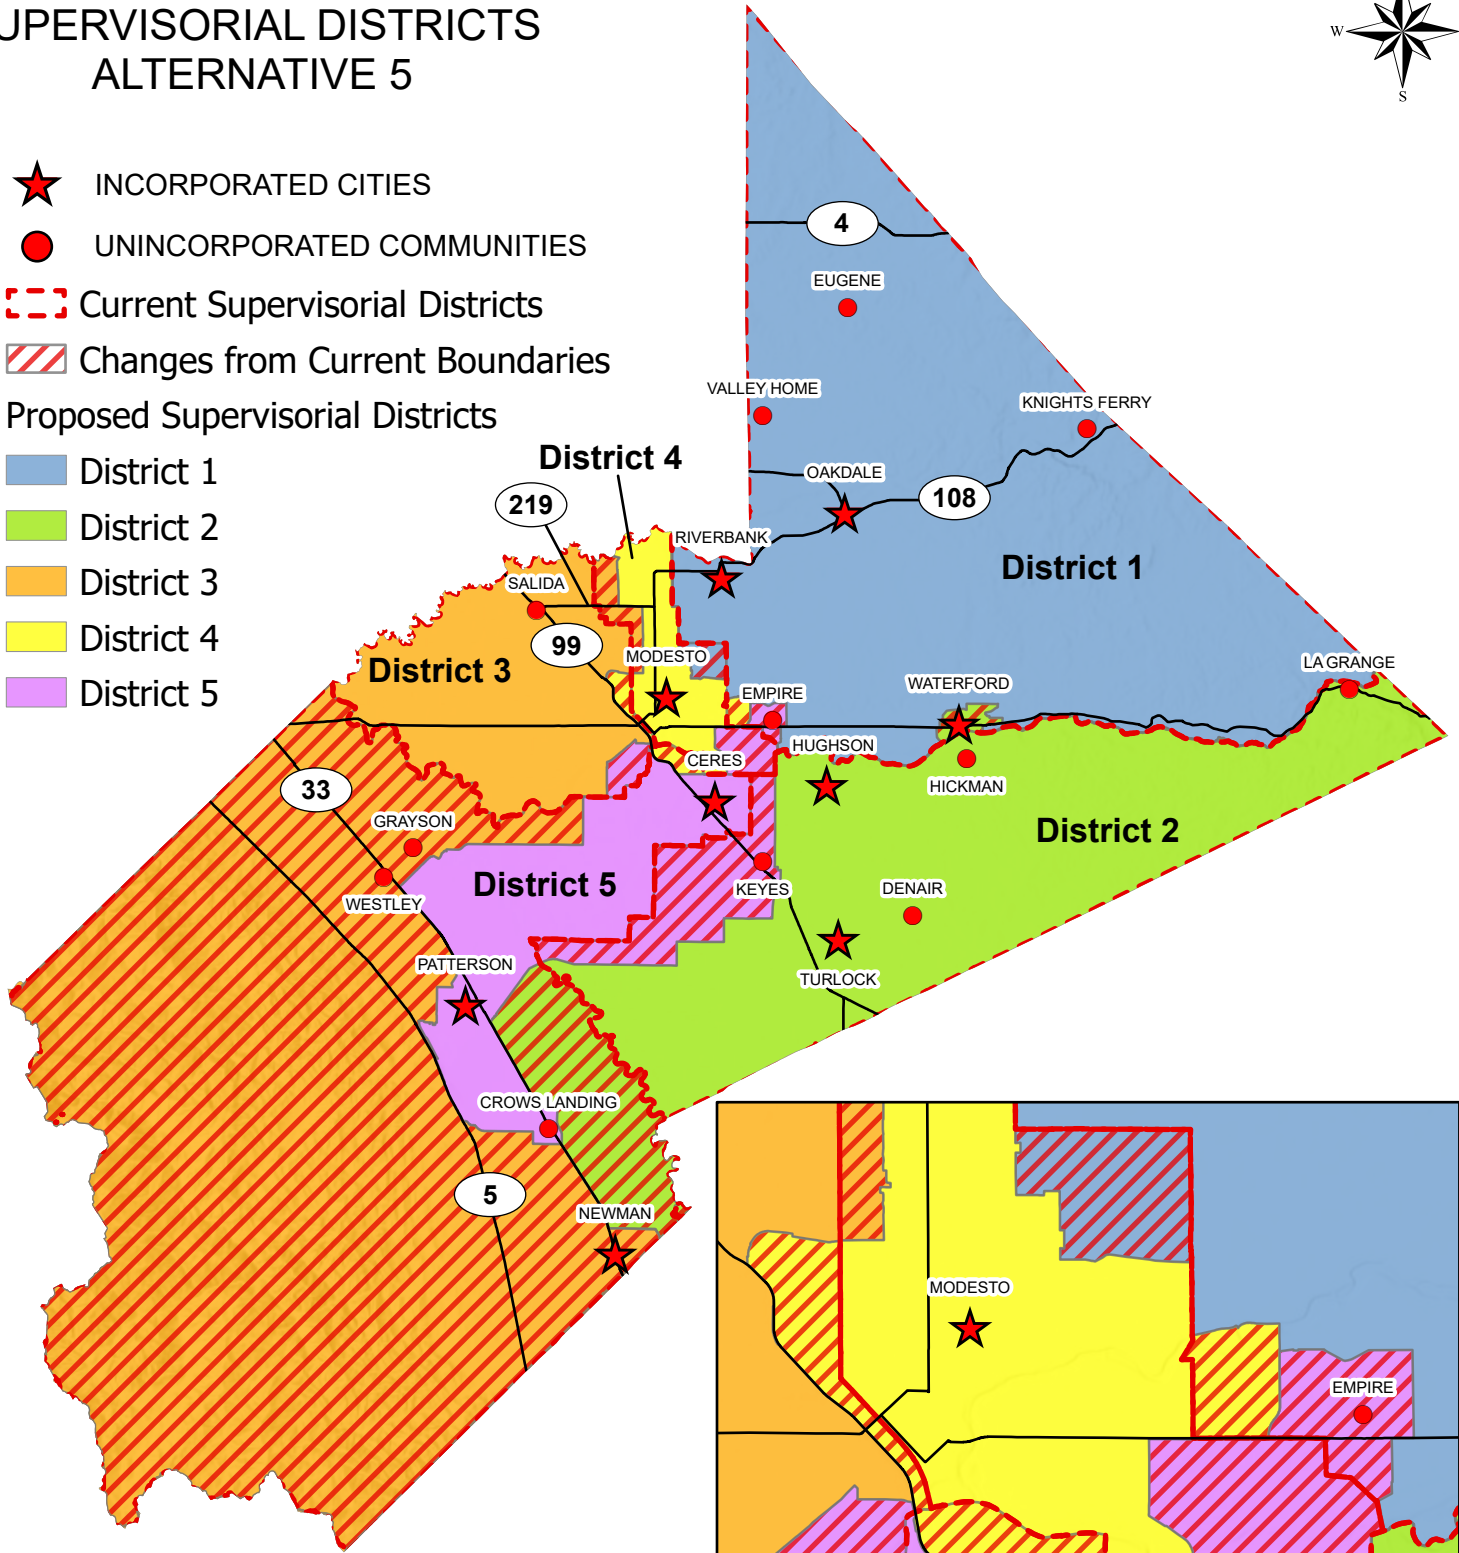 UPERVISORIAL DISTRICTS
ALTERNATIVE 5
W
S
INCORPORATED CITIES
UNINCORPORATED COMMUNITIES
Current Supervisorial Districts
Changes from Current Boundaries
Proposed Supervisorial Districts
District 1
District 2
District 3
District 4
District 5
4
EUGENE
VALLEY HOME
KNIGHTS FERRY
District 4
OAKDALE
108
219
RIVERBANK
District 1
SALIDA
99
MODESTO
District 3
LA GRANGE
WATERFORD
EMPIRE
HUGHSON
CERES
HICKMAN
33
GRAYSON
District 2
District 5
KEYES
DENAIR
WESTLEY
PATTERSON
TURLOCK
CROWS LANDING
5
NEWMAN
MODESTO
EMPIRE